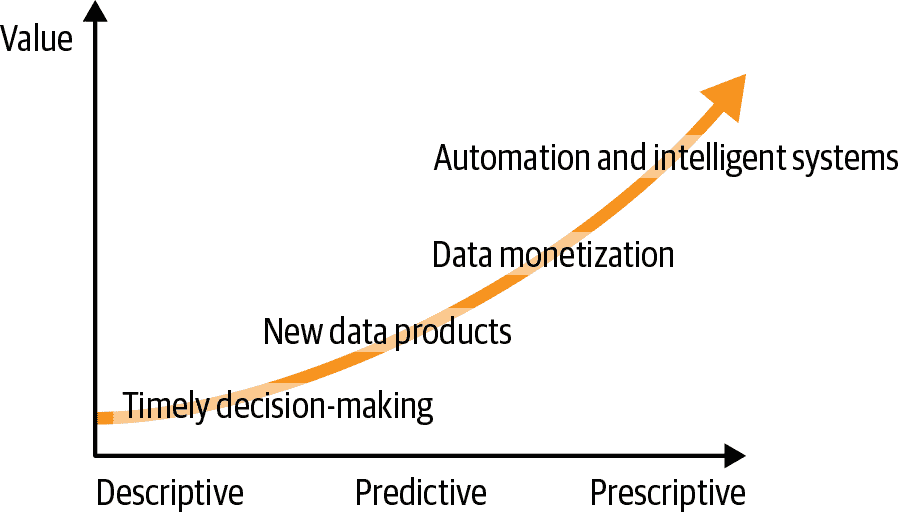 Value
Automation and intelligent systems
Data monetization
New data products
Timely decision-making
Descriptive Predictive Prescriptive